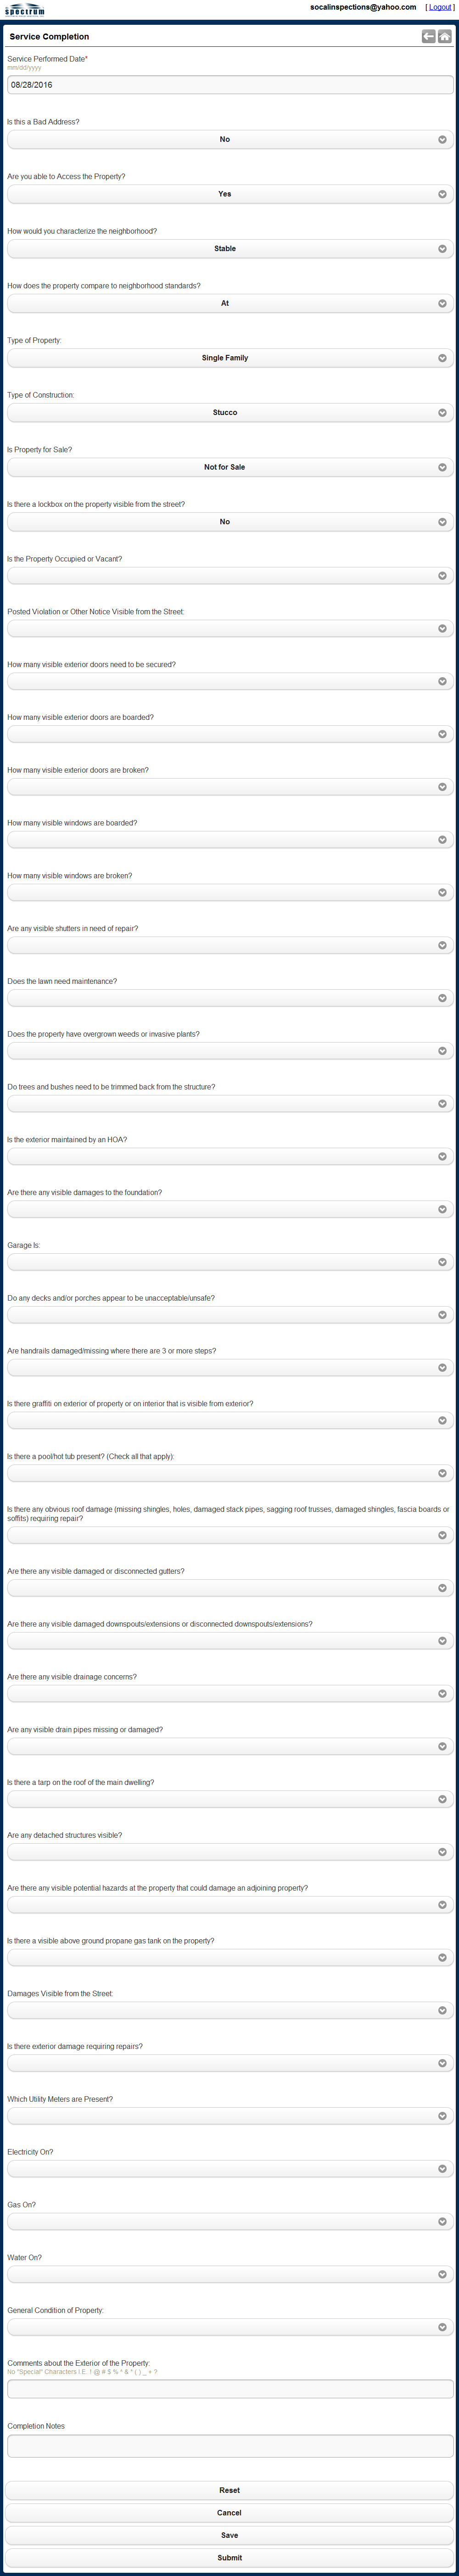 spectrum
socalinspections@yahoo.com [ Logout ]
Service Completion
Service Performed Date*
mm/dd/yyyy
08/28/2016
Is this a Bad Address?
No
Are you able to Access the Property?
Yes
How would you characterize the neighborhood?
Stable
How does the property compare to neighborhood standards?
At
Type of Property:
Single Family
Type of Construction:
Stucco
Is Property for Sale?
Not for Sale
Is there a lockbox on the property visible from the street?
No
Is the Property Occupied or Vacant?
Posted Violation or Other Notice Visible from the Street:
How many visible exterior doors need to be secured?
How many visible exterior doors are boarded?
How many visible exterior doors are broken?
How many visible windows are boarded?
How many visible windows are broken?
Are any visible shutters in need of repair?
Does the lawn need maintenance?
Does the property have overgrown weeds or invasive plants?
Do trees and bushes need to be trimmed back from the structure?
Is the exterior maintained by an HOA?
Are there any visible damages to the foundation?
Garage Is:
Do any decks and/or porches appear to be unacceptable/unsafe?
Are handrails damaged/missing where there are 3 or more steps?
Is there graffiti on exterior of property or on interior that is visible from exterior?
Is there a pool/hot tub present? (Check all that apply):
Is there any obvious roof damage (missing shingles, holes, damaged stack pipes, sagging roof trusses, damaged shingles, fascia boards or
soffits) requiring repair?
Are there any visible damaged or disconnected gutters?
Are there any visible damaged downspouts/extensions or disconnected downspouts/extensions?
Are there any visible drainage concerns?
Are any visible drain pipes missing or damaged?
Is there a tarp on the roof of the main dwelling?
Are any detached structures visible?
Are there any visible potential hazards at the property that could damage an adjoining property?
Is there a visible above ground propane gas tank on the property?
Damages Visible from the Street:
Is there exterior damage requiring repairs?
Which Utility Meters are Present?
Electricity On?
Gas On?
Water On?
General Condition of Property:
Comments about the Exterior of the Property:
No "Special" Characters I.E. ! @ # $ % ^ & * ( ) _ + ?
Completion Notes
Reset
Cancel
Save
Submit